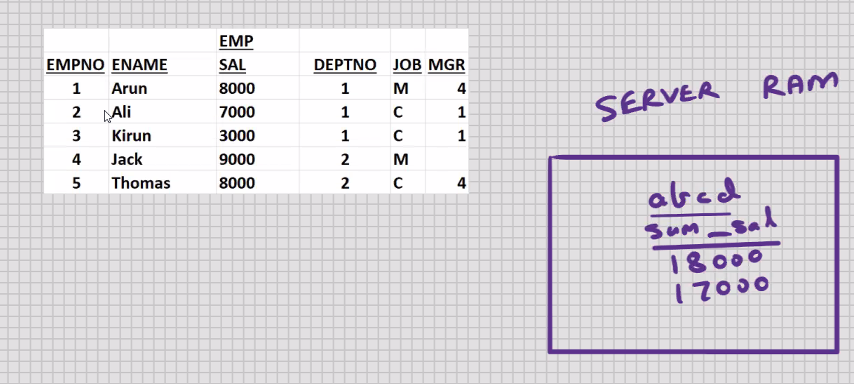 EMP
EMPNO ENAME SAL DEPTNO JOB MGR
1 Arun 8000 1 M 4
2 Ali 7000 1 C 1
3 Kirun 3000 1 C 1
4 Jack 9000 2 M
5 Thomas 8000 2 C 4
SERVER RAM
abcd
sum_sal
18000
17000